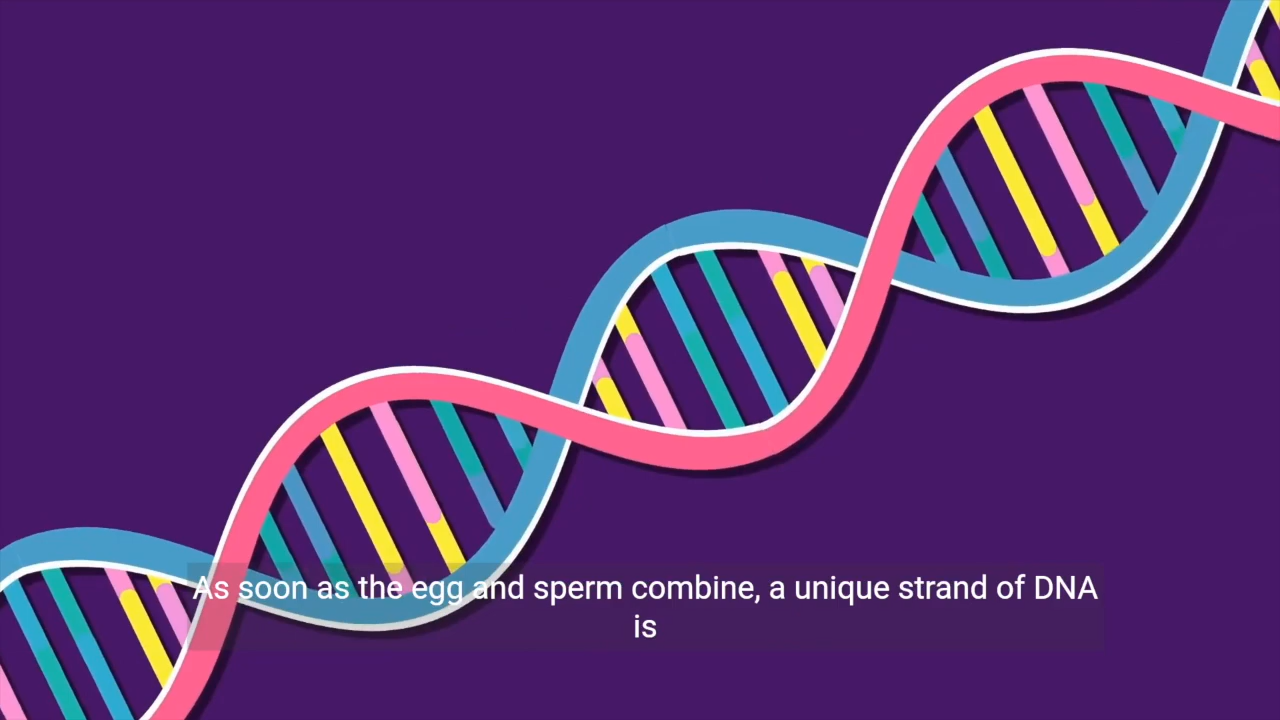 As soon as the egg and sperm combine, a unique strand of DNA
is